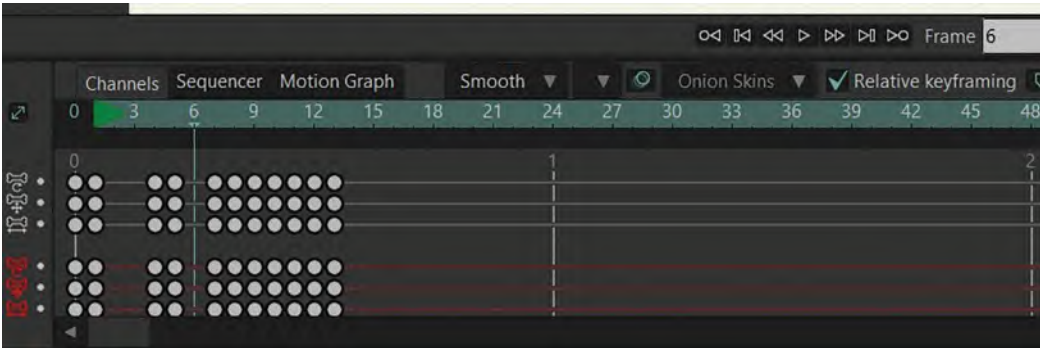 Frame 6
Channels Sequencer Motion Graph Smooth Onion Skins Relative keyframing
0 3 6 9 12 15 18 21 24 27 30 33 36 39 42 45 48
0 1 2